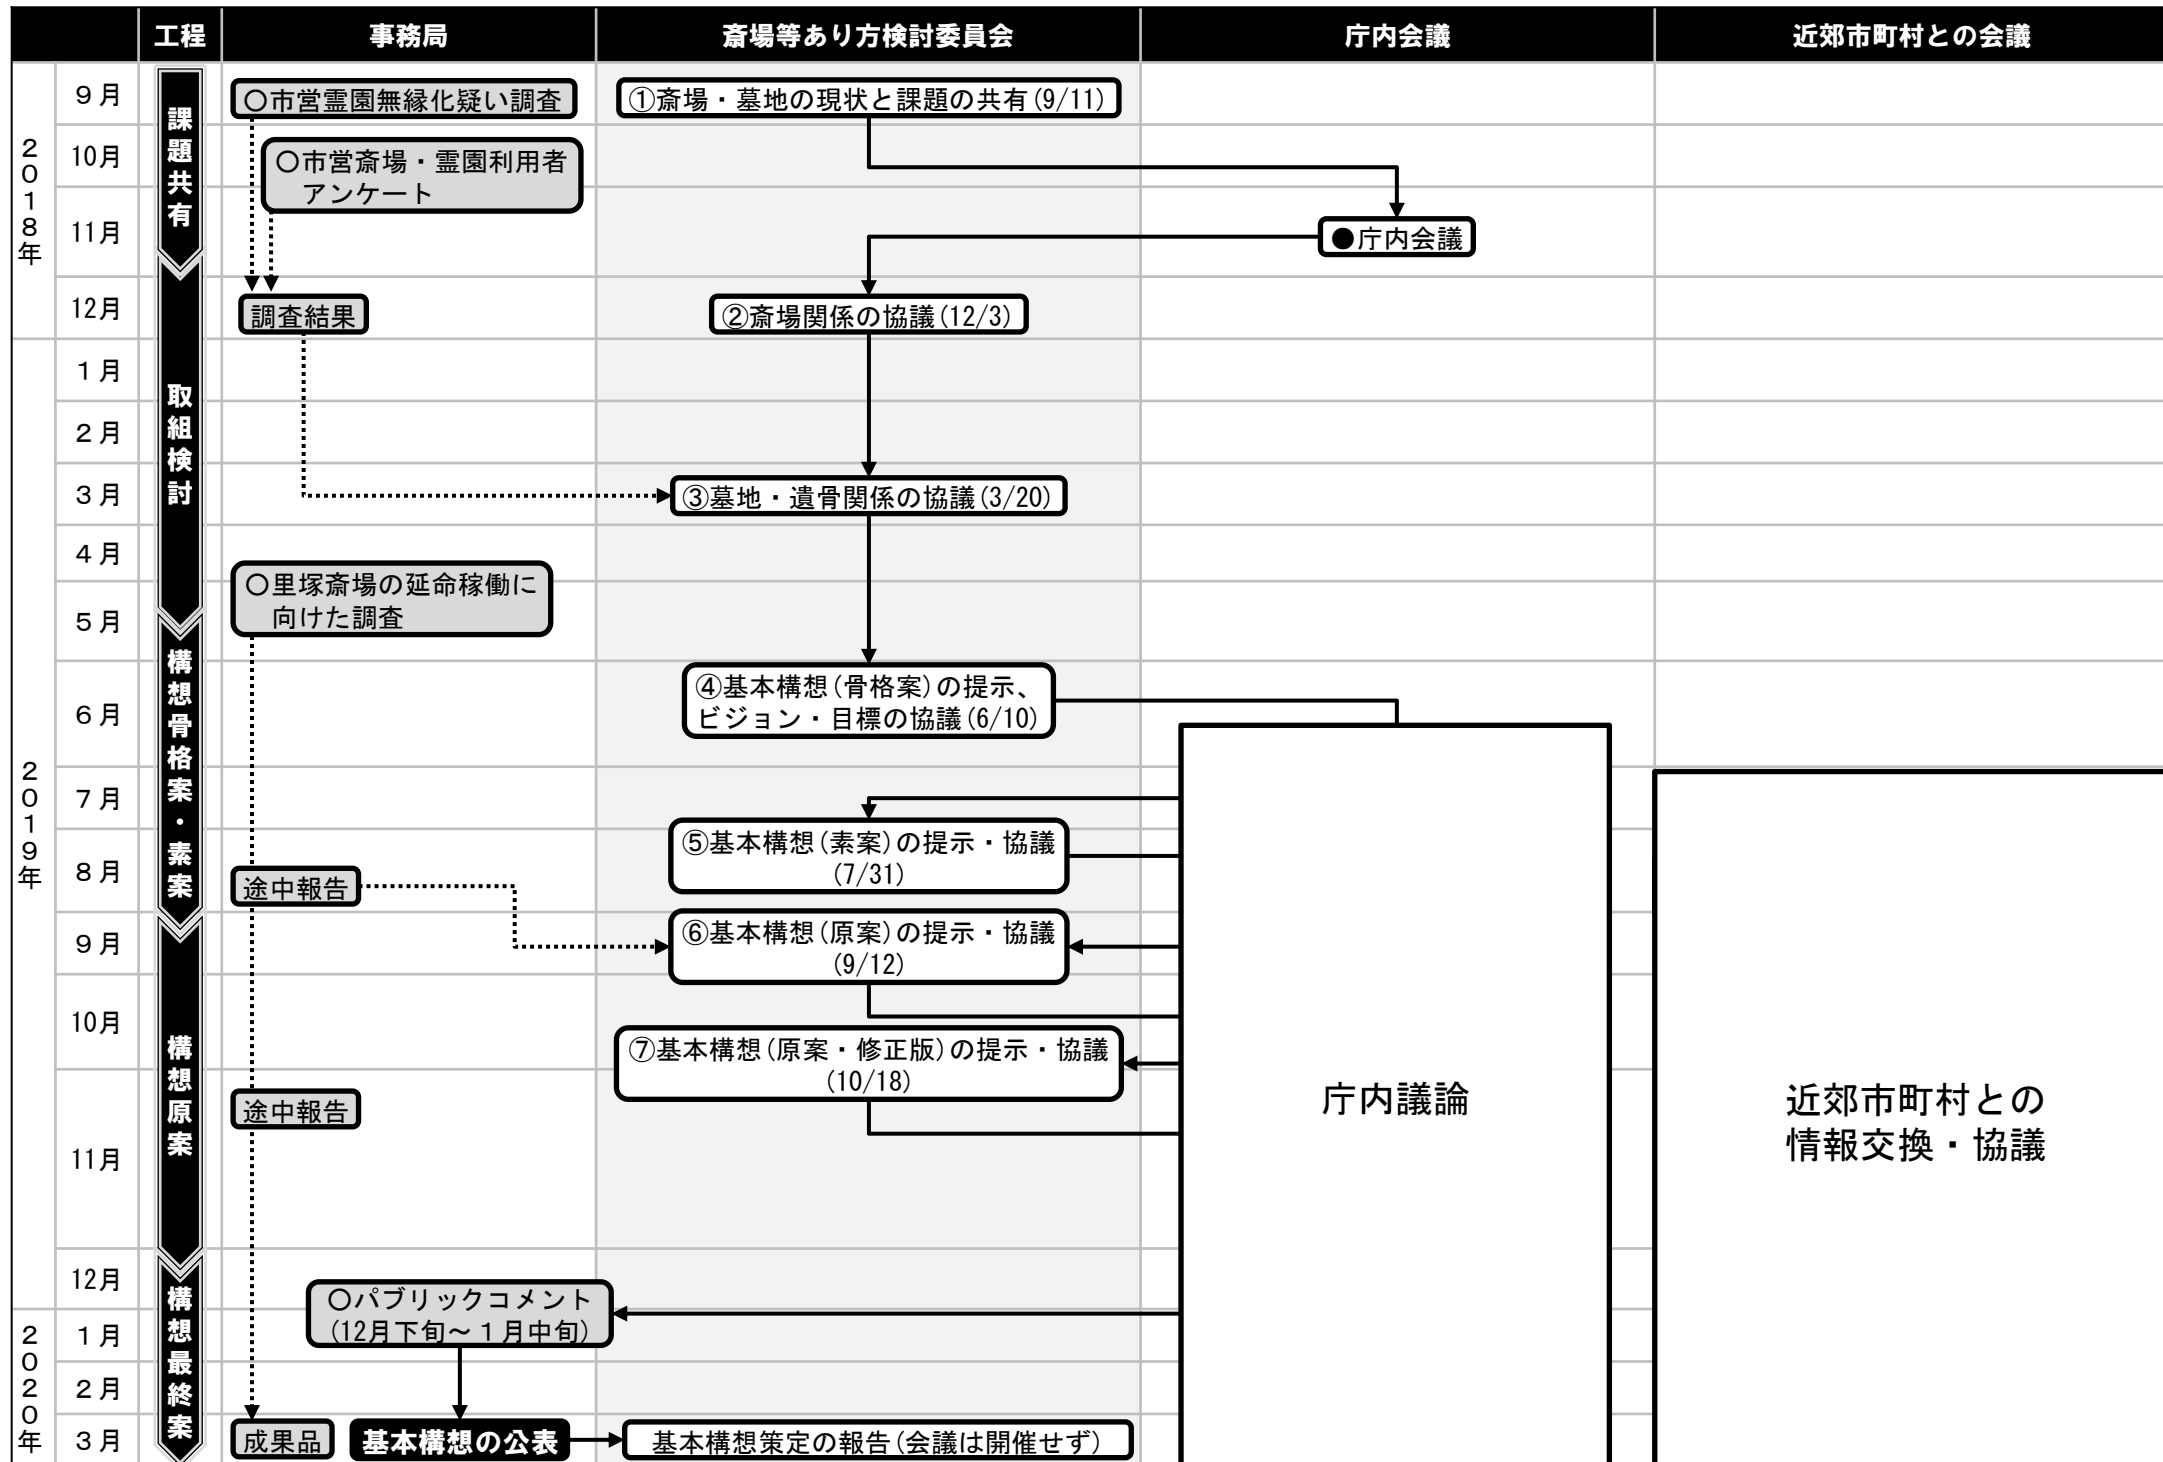 工程 事務局 斎場等あり方検討委員会 庁内会議 近郊市町村との会議
2018年
9月
10月
11月
12月
2019年
1月
2月
3月
4月
5月
6月
7月
8月
9月
10月
11月
12月
2020年
1月
2月
3月
課題共有
取組検討
構想骨格案・素案
構想原案
構想最終案
〇市営霊園無縁化疑い調査
〇市営斎場・霊園利用者
アンケート
調査結果
〇里塚斎場の延命稼働に
向けた調査
途中報告
途中報告
〇パブリックコメント
(12月下旬～1月中旬)
成果品
基本構想の公表
①斎場・墓地の現状と課題の共有(9/11)
②斎場関係の協議(12/3)
③墓地・遺骨関係の協議(3/20)
④基本構想(骨格案)の提示、
ビジョン・目標の協議(6/10)
⑤基本構想(素案)の提示・協議
(7/31)
⑥基本構想(原案)の提示・協議
(9/12)
⑦基本構想(原案・修正版)の提示・協議
(10/18)
基本構想策定の報告(会議は開催せず)
●庁内会議
庁内議論
近郊市町村との
情報交換・協議